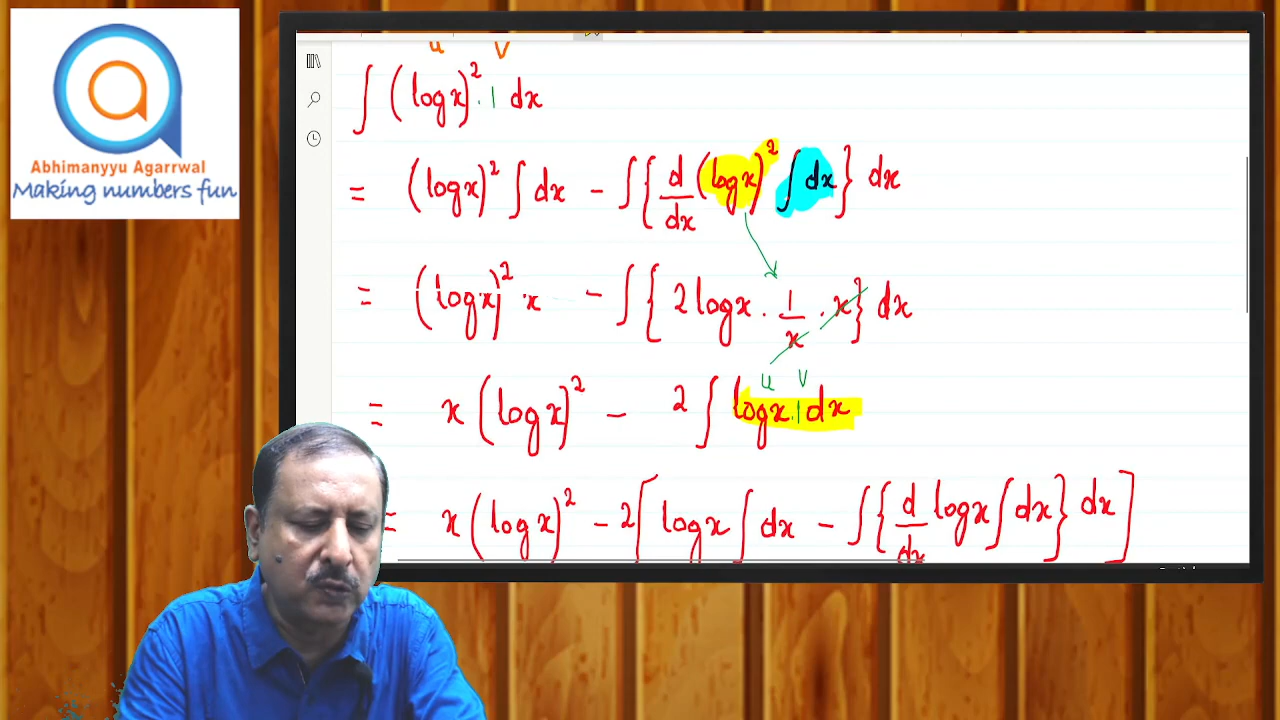 u v
∫ (log x)² . 1 dx
= (log x)² ∫ dx − ∫ { d/dx (log x)² ∫ dx } dx
= (log x)² . x − ∫ { 2 log x . 1/x . x } dx
u v
= x (log x)² − 2 ∫ log x . 1 dx
= x (log x)² − 2 [ log x ∫ dx − ∫ { d/dx log x ∫ dx } dx ]
Abhimanyyu Agarrwal
Making numbers fun